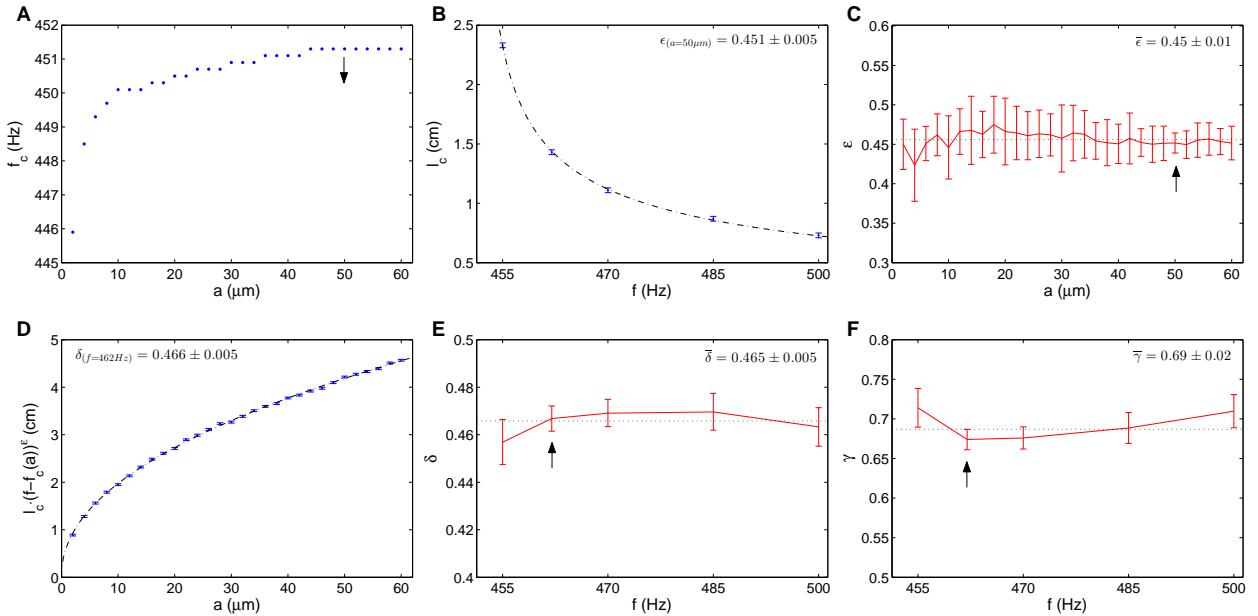 A
452
451
450
449
448
447
446
445
f_c (Hz)
0 10 20 30 40 50 60
a (μm)
B
2.5
2
1.5
1
0.5
l_c (cm)
ϵ_(a=50μm) = 0.451 ± 0.005
455 470 485 500
f (Hz)
C
0.6
0.55
0.5
0.45
0.4
0.35
0.3
ε
ϵ̅ = 0.45 ± 0.01
0 10 20 30 40 50 60
a (μm)
D
5
4
3
2
1
0
l_c·(f−f_c(a))^ε (cm)
δ_(f=462Hz) = 0.466 ± 0.005
0 10 20 30 40 50 60
a (μm)
E
0.5
0.48
0.46
0.44
0.42
0.4
δ
δ̅ = 0.465 ± 0.005
455 470 485 500
f (Hz)
F
0.8
0.75
0.7
0.65
0.6
0.55
0.5
γ
γ̅ = 0.69 ± 0.02
455 470 485 500
f (Hz)